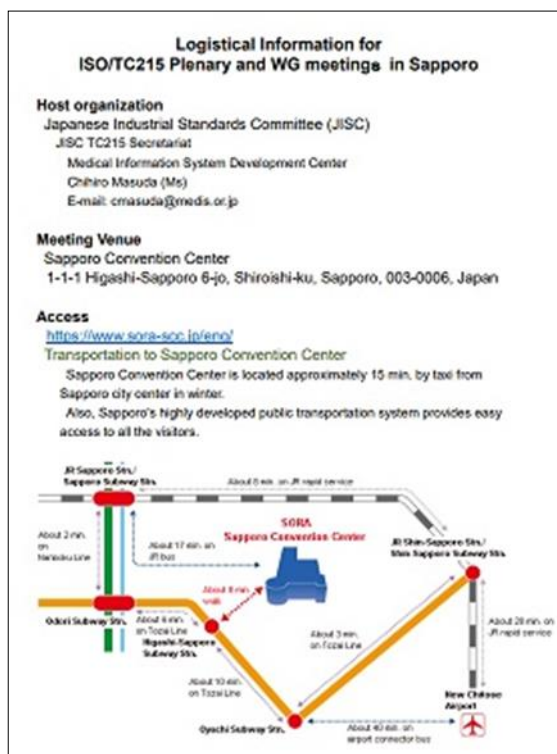 Logistical Information for
ISO/TC215 Plenary and WG meetings in Sapporo
Host organization
Japanese Industrial Standards Committee (JISC)
JISC TC215 Secretariat
Medical Information System Development Center
Chihiro Masuda (Ms)
E-mail: cmasuda@medis.or.jp
Meeting Venue
Sapporo Convention Center
1-1-1 Higashi-Sapporo 6-jo, Shiroishi-ku, Sapporo, 003-0006, Japan
Access
https://www.sora-scc.jp/eng/
Transportation to Sapporo Convention Center
Sapporo Convention Center is located approximately 15 min. by taxi from
Sapporo city center in winter.
Also, Sapporo's highly developed public transportation system provides easy
access to all the visitors.
JR Sapporo Stn./
Sapporo Subway Stn.
About 8 min. on JR rapid service
SORA
Sapporo Convention Center
JR Shin-Sapporo Stn./
Shin Sapporo Subway Stn.
About 2 min.
on
Namboku Line
About 17 min. on
JR bus
About 8 min.
walk
Odori Subway Stn.
About 6 min.
on Tozai Line
Higashi-Sapporo
Subway Stn.
About 3 min.
on Tozai Line
About 28 min. on
JR rapid service
About 10 min.
on Tozai Line
New Chitose
Airport
Oyachi Subway Stn.
About 40 min. on
airport connector bus